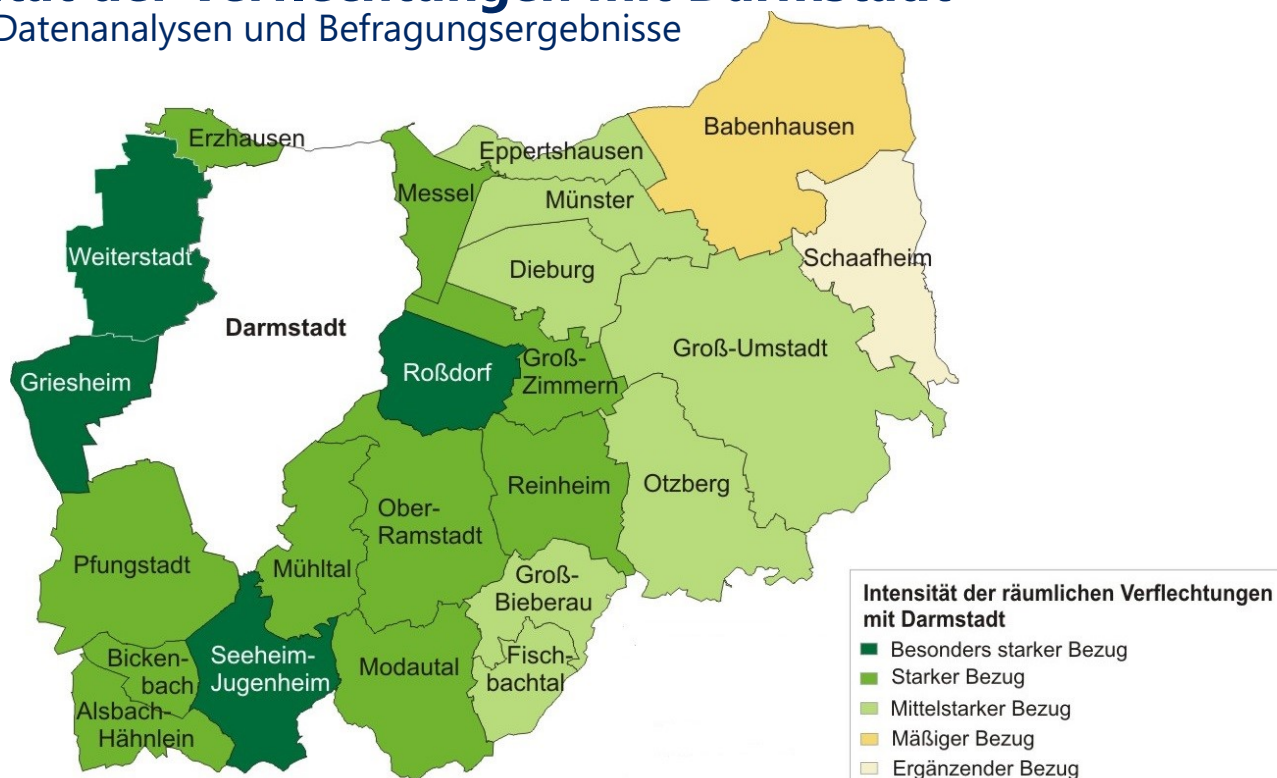 Datenanalysen und Befragungsergebnisse
Babenhausen
Erzhausen
Eppertshausen
Messel
Münster
Weiterstadt
Schaafheim
Dieburg
Darmstadt
Groß-Umstadt
Groß-
Zimmern
Roßdorf
Griesheim
Otzberg
Reinheim
Ober-
Ramstadt
Pfungstadt
Mühltal
Groß-
Bieberau
Seeheim-
Jugenheim
Bicken-
bach
Modautal
Fisch-
bachtal
Alsbach-
Hähnlein
Intensität der räumlichen Verflechtungen
mit Darmstadt
Besonders starker Bezug
Starker Bezug
Mittelstarker Bezug
Mäßiger Bezug
Ergänzender Bezug